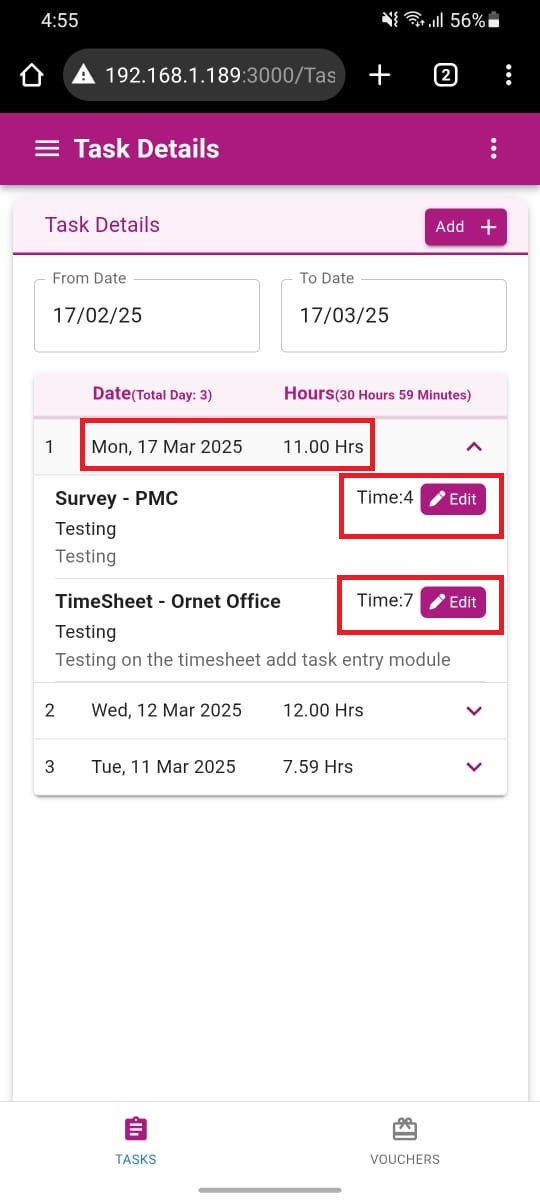 4:55 56%
192.168.1.189:3000/Tas 2
Task Details
Task Details Add +
From Date To Date
17/02/25 17/03/25
Date(Total Day: 3) Hours(30 Hours 59 Minutes)
1 Mon, 17 Mar 2025 11.00 Hrs
Survey - PMC Time:4 Edit
Testing
Testing
TimeSheet - Ornet Office Time:7 Edit
Testing
Testing on the timesheet add task entry module
2 Wed, 12 Mar 2025 12.00 Hrs
3 Tue, 11 Mar 2025 7.59 Hrs
TASKS VOUCHERS